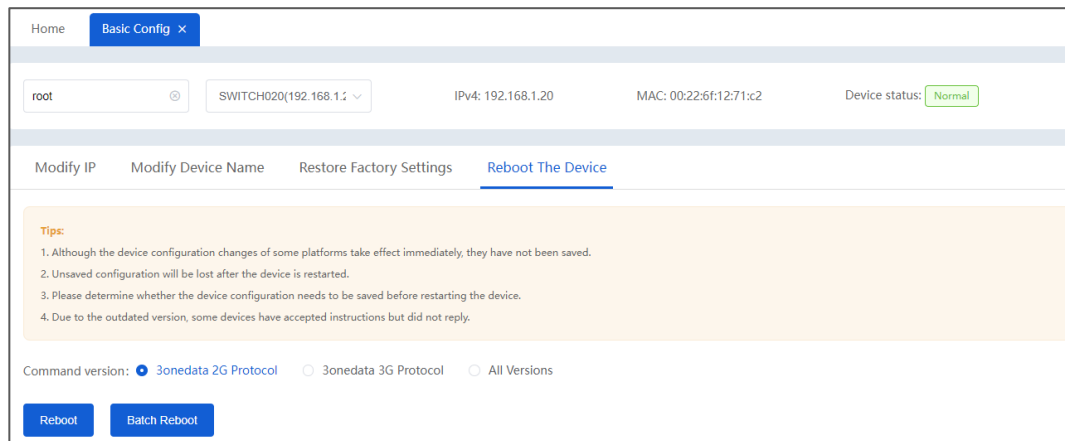 Home Basic Config ×
root SWITCH020(192.168.1.2 IPv4: 192.168.1.20 MAC: 00:22:6f:12:71:c2 Device status: Normal
Modify IP Modify Device Name Restore Factory Settings Reboot The Device
Tips:
1. Although the device configuration changes of some platforms take effect immediately, they have not been saved.
2. Unsaved configuration will be lost after the device is restarted.
3. Please determine whether the device configuration needs to be saved before restarting the device.
4. Due to the outdated version, some devices have accepted instructions but did not reply.
Command version: 3onedata 2G Protocol 3onedata 3G Protocol All Versions
Reboot Batch Reboot